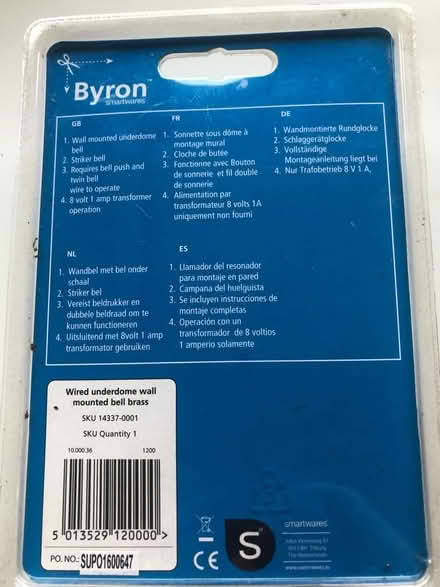 Byron™
smartwares
GB
1. Wall mounted underdome
bell
2. Striker bell
3. Requires bell push and
twin bell
wire to operate
4. 8 volt 1 amp transformer
operation
FR
1. Sonnette sous dôme à
montage mural
2. Cloche de butée
3. Fonctionne avec Bouton
de sonnerie et fil double
de sonnerie
4. Alimentation par
transformateur 8 volts 1A
uniquement non fourni
DE
1. Wandmontierte Rundglocke
2. Schlaggerätglocke
3. Vollständige
Montageanleitung liegt bei
4. Nur Trafobetrieb 8 V 1 A,
NL
1. Wandbel met bel onder
schaal
2. Striker bel
3. Vereist beldrukker en
dubbele beldraad om te
kunnen functioneren
4. Uitsluitend met 8volt 1 amp
transformator gebruiken
ES
1. Llamador del resonador
para montaje en pared
2. Campana del huelguista
3. Se incluyen instrucciones de
montaje completas
4. Operación con un
transformador de 8 voltios
1 amperio solamente
Wired underdome wall
mounted bell brass
SKU 14337-0001
SKU Quantity 1
10.000.36 1200
5 013529 120000 >
PO. NO.: SUPO1600647
CE
S
smartwares
The Netherlands